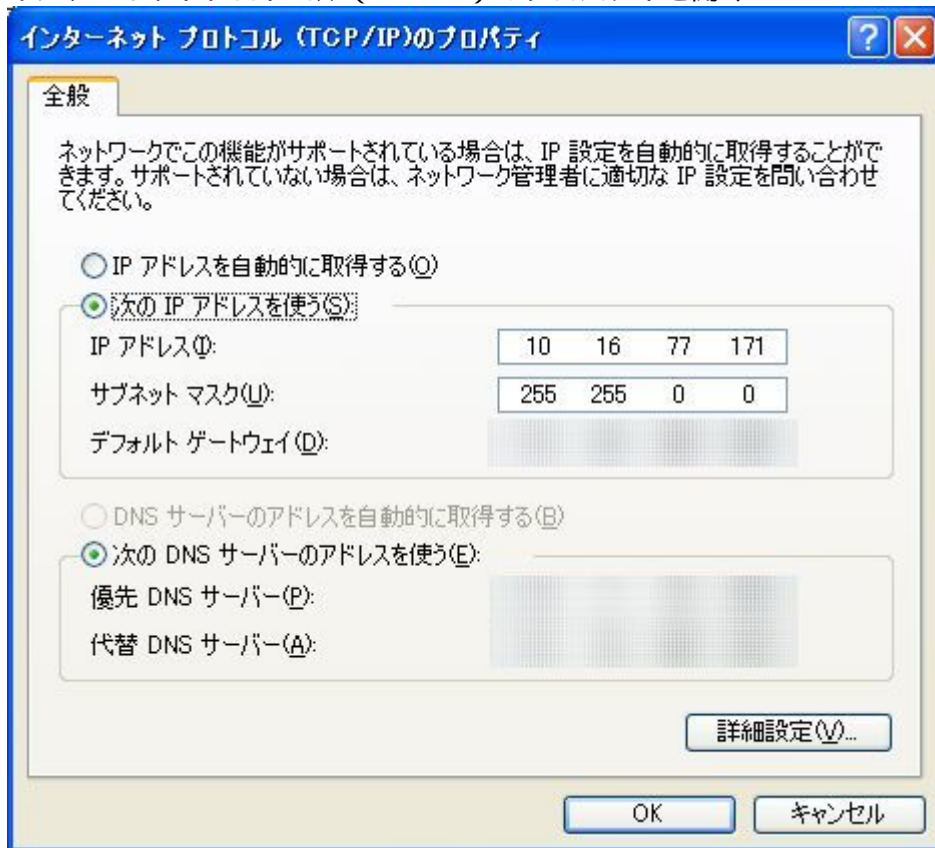 インターネット プロトコル (TCP/IP)のプロパティ
全般
ネットワークでこの機能がサポートされている場合は、IP 設定を自動的に取得することがで
きます。サポートされていない場合は、ネットワーク管理者に適切な IP 設定を問い合わせ
てください。
IP アドレスを自動的に取得する(O)
次の IP アドレスを使う(S):
IP アドレス(I): 10 16 77 171
サブネット マスク(U): 255 255 0 0
デフォルト ゲートウェイ(D):
DNS サーバーのアドレスを自動的に取得する(B)
次の DNS サーバーのアドレスを使う(E):
優先 DNS サーバー(P):
代替 DNS サーバー(A):
詳細設定(V)...
OK キャンセル